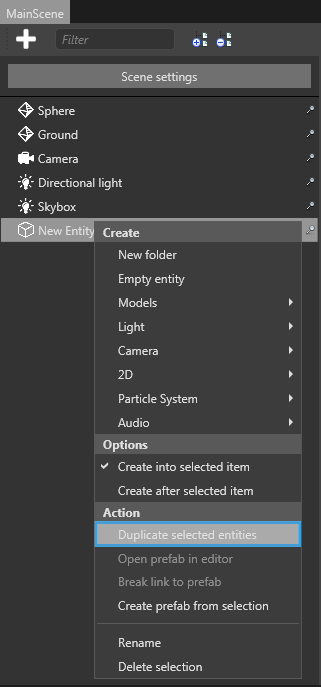 MainScene
Filter
Scene settings
Sphere
Ground
Camera
Directional light
Skybox
New Entity
Create
New folder
Empty entity
Models
Light
Camera
2D
Particle System
Audio
Options
Create into selected item
Create after selected item
Action
Duplicate selected entities
Open prefab in editor
Break link to prefab
Create prefab from selection
Rename
Delete selection